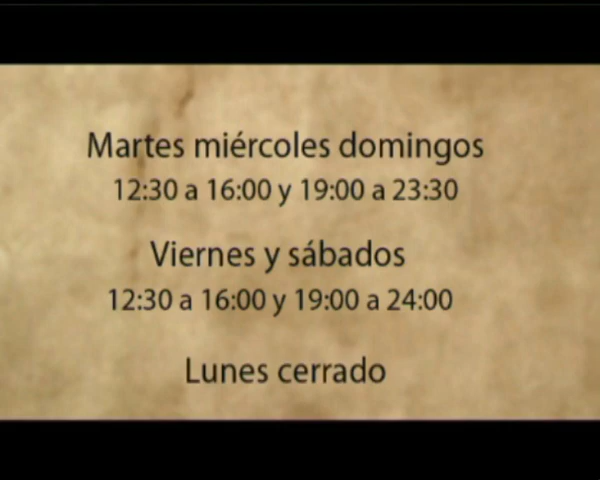 Martes miércoles domingos
12:30 a 16:00 y 19:00 a 23:30
Viernes y sábados
12:30 a 16:00 y 19:00 a 24:00
Lunes cerrado